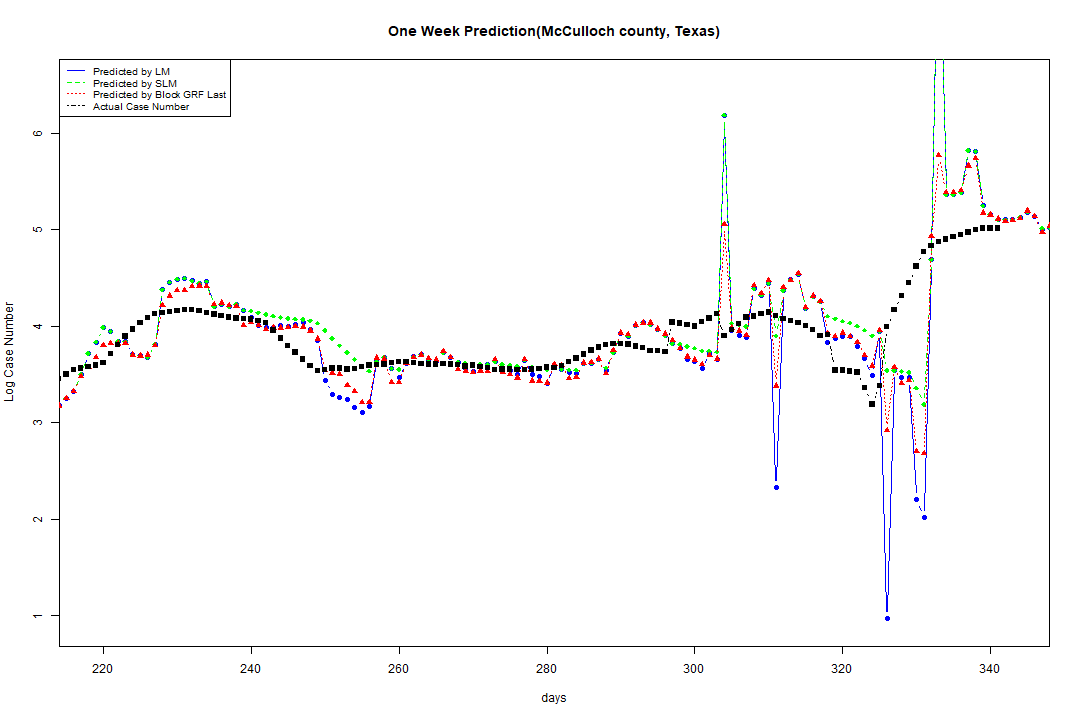 One Week Prediction(McCulloch county, Texas)
Predicted by LM
Predicted by SLM
Predicted by Block GRF Last
Actual Case Number
Log Case Number
6
5
4
3
2
1
220 240 260 280 300 320 340
days